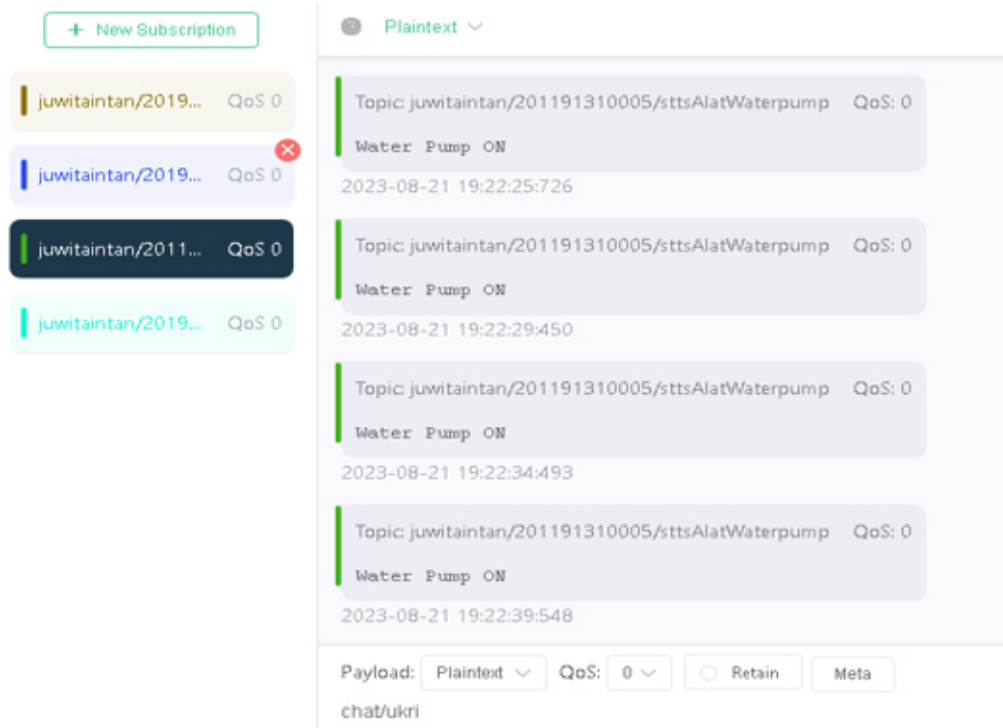 + New Subscription
juwitaintan/2019... QoS 0
juwitaintan/2019... QoS 0
juwitaintan/2011... QoS 0
juwitaintan/2019... QoS 0
Plaintext
Topic: juwitaintan/201191310005/sttsAlatWaterpump QoS: 0
Water Pump ON
2023-08-21 19:22:25:726
Topic: juwitaintan/201191310005/sttsAlatWaterpump QoS: 0
Water Pump ON
2023-08-21 19:22:29:450
Topic: juwitaintan/201191310005/sttsAlatWaterpump QoS: 0
Water Pump ON
2023-08-21 19:22:34:493
Topic: juwitaintan/201191310005/sttsAlatWaterpump QoS: 0
Water Pump ON
2023-08-21 19:22:39:548
Payload: Plaintext QoS: 0 Retain Meta
chat/ukri